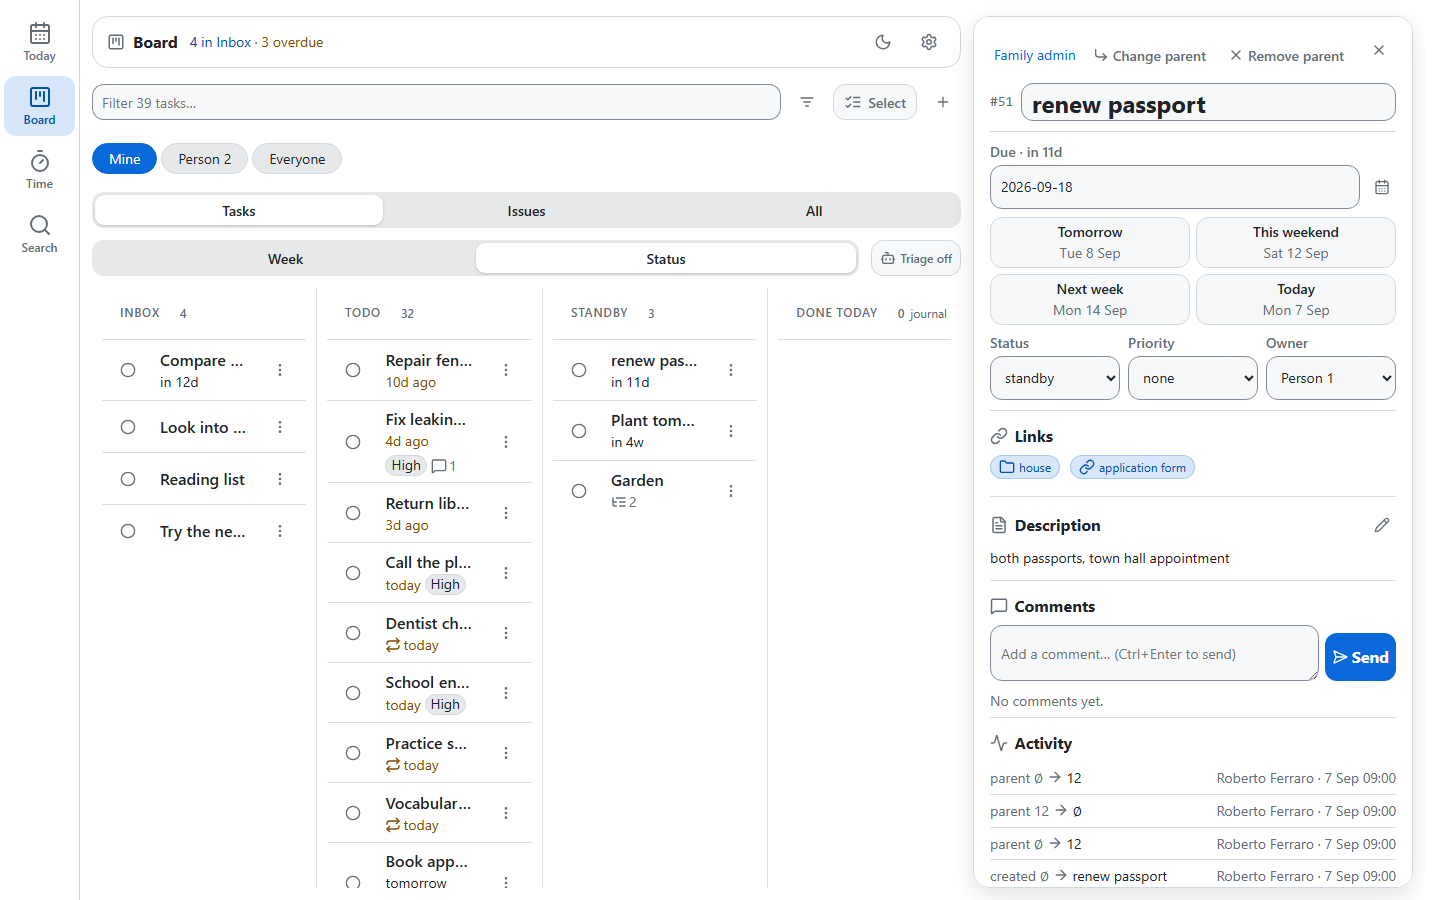 Today
Board
Time
Search
Board 4 in Inbox · 3 overdue
Filter 39 tasks...
Select
Mine
Person 2
Everyone
Tasks
Issues
All
Week
Status
Triage off
INBOX 4
Compare ...
in 12d
Look into ...
Reading list
Try the ne...
TODO 32
Repair fen...
10d ago
Fix leakin...
4d ago
High 1
Return lib...
3d ago
Call the pl...
today High
Dentist ch...
today
School en...
today High
Practice s...
today
Vocabular...
today
Book app...
tomorrow
STANDBY 3
renew pas...
in 11d
Plant tom...
in 4w
Garden
2
DONE TODAY 0 journal
Family admin
Change parent
Remove parent
#51 renew passport
Due · in 11d
2026-09-18
Tomorrow
Tue 8 Sep
This weekend
Sat 12 Sep
Next week
Mon 14 Sep
Today
Mon 7 Sep
Status
standby
Priority
none
Owner
Person 1
Links
house
application form
Description
both passports, town hall appointment
Comments
Add a comment... (Ctrl+Enter to send)
Send
No comments yet.
Activity
parent ∅ → 12 Roberto Ferraro · 7 Sep 09:00
parent 12 → ∅ Roberto Ferraro · 7 Sep 09:00
parent ∅ → 12 Roberto Ferraro · 7 Sep 09:00
created ∅ → renew passport Roberto Ferraro · 7 Sep 09:00